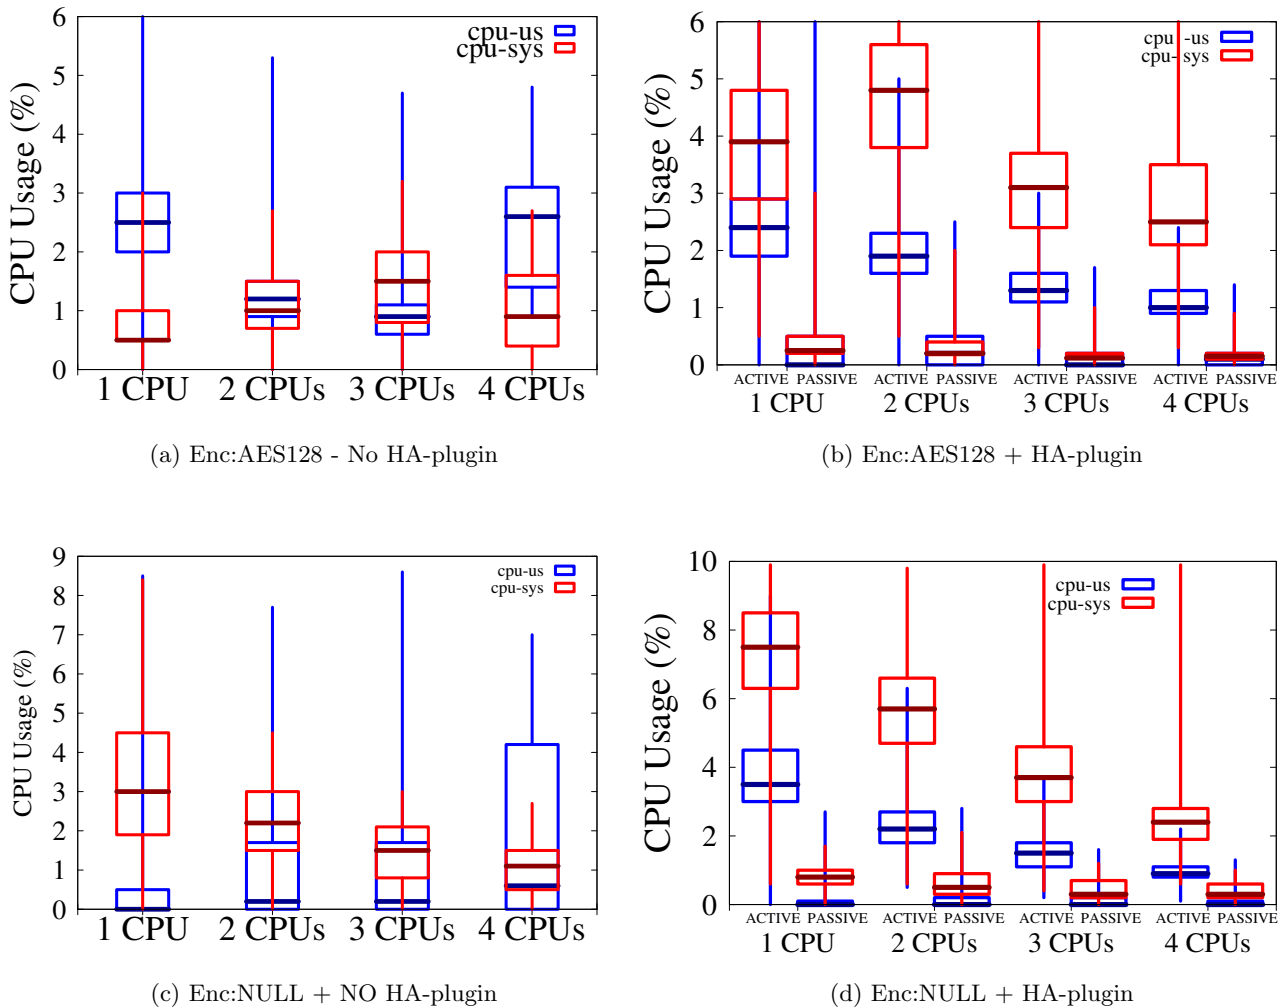 CPU Usage (%)
6
5
4
3
2
1
0
cpu-us
cpu-sys
1 CPU 2 CPUs 3 CPUs 4 CPUs
(a) Enc:AES128 - No HA-plugin
CPU Usage (%)
6
5
4
3
2
1
0
cpu -us
cpu- sys
ACTIVE PASSIVE ACTIVE PASSIVE ACTIVE PASSIVE ACTIVE PASSIVE
1 CPU 2 CPUs 3 CPUs 4 CPUs
(b) Enc:AES128 + HA-plugin
CPU Usage (%)
9
8
7
6
5
4
3
2
1
0
cpu-us
cpu-sys
1 CPU 2 CPUs 3 CPUs 4 CPUs
(c) Enc:NULL + NO HA-plugin
CPU Usage (%)
10
8
6
4
2
0
cpu-us
cpu-sys
ACTIVE PASSIVE ACTIVE PASSIVE ACTIVE PASSIVE ACTIVE PASSIVE
1 CPU 2 CPUs 3 CPUs 4 CPUs
(d) Enc:NULL + HA-plugin